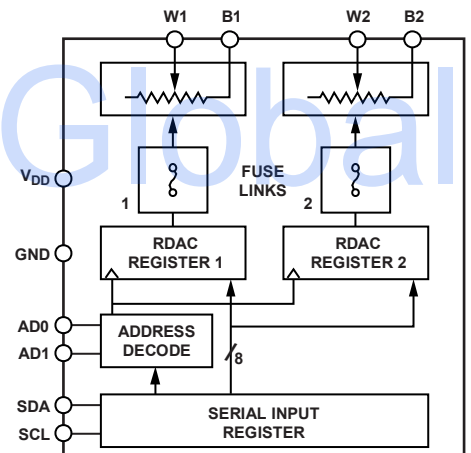 W1 B1 W2 B2
Global
VDD
FUSE
LINKS
1 2
RDAC
REGISTER 1
RDAC
REGISTER 2
GND
AD0
AD1
ADDRESS
DECODE
8
SDA
SCL
SERIAL INPUT
REGISTER